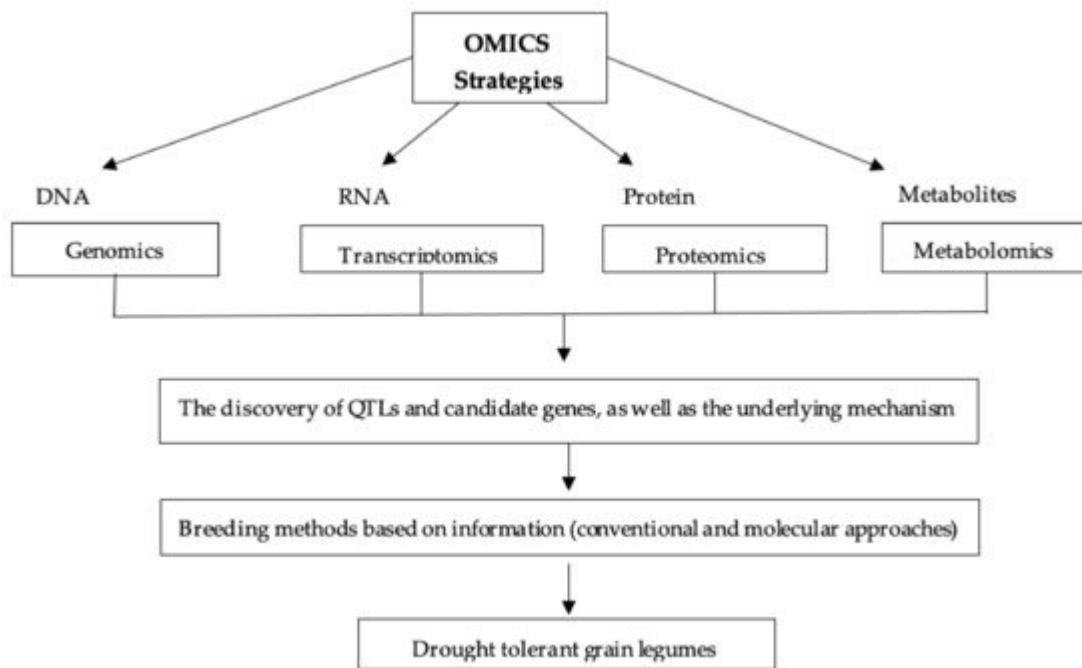 OMICS
Strategies
DNA
RNA
Protein
Metabolites
Genomics
Transcriptomics
Proteomics
Metabolomics
The discovery of QTLs and candidate genes, as well as the underlying mechanism
Breeding methods based on information (conventional and molecular approaches)
Drought tolerant grain legumes